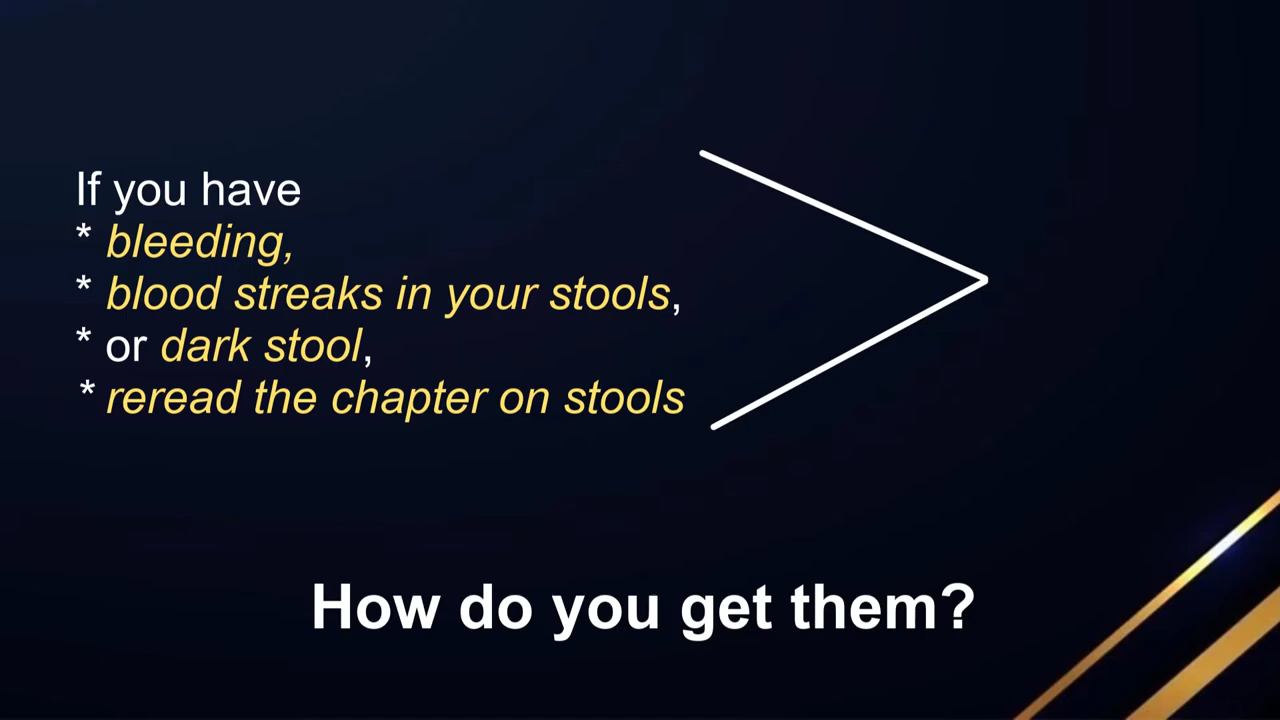 If you have
* bleeding,
* blood streaks in your stools,
* or dark stool,
* reread the chapter on stools
How do you get them?